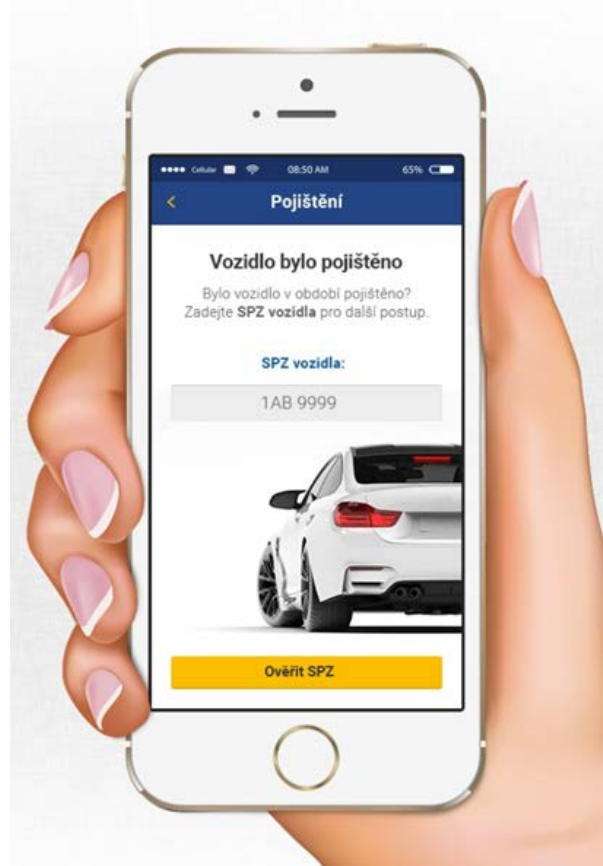 Cellular 08:50 AM 65%
Pojištění
Vozidlo bylo pojištěno
Bylo vozidlo v období pojištěno?
Zadejte SPZ vozidla pro další postup.
SPZ vozidla:
1AB 9999
Ověřit SPZ